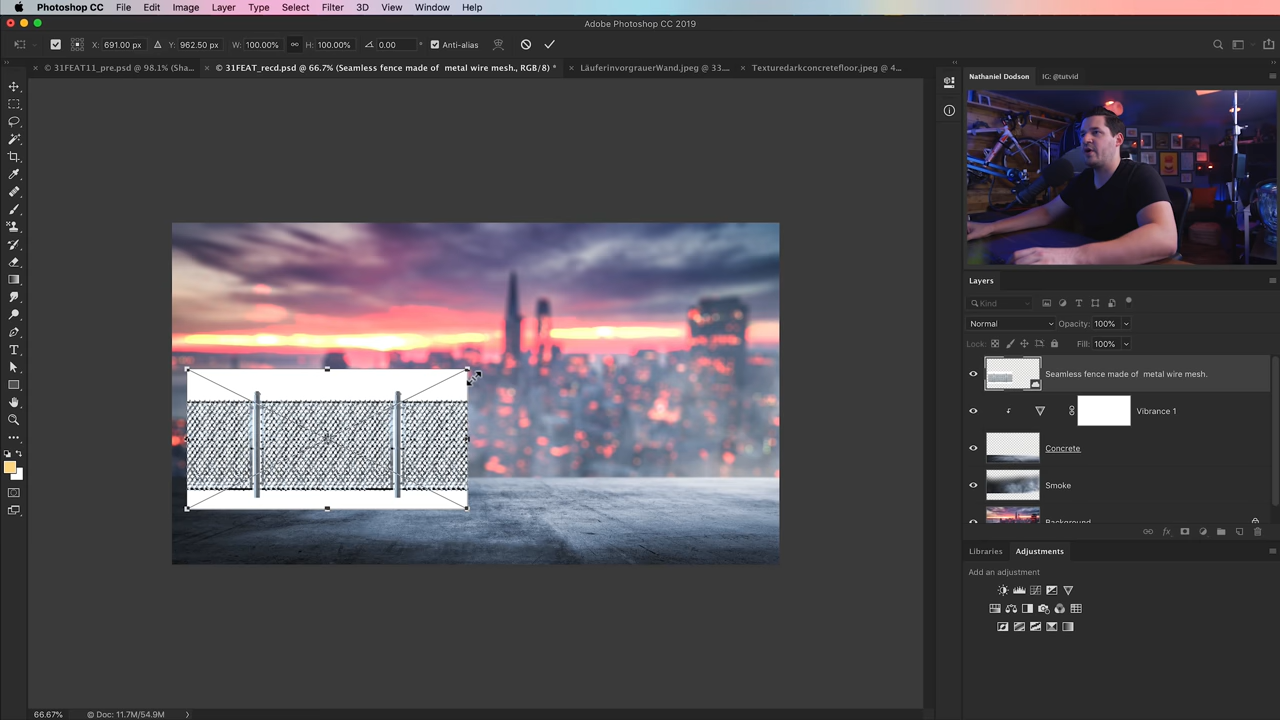 Photoshop CC File Edit Image Layer Type Select Filter 3D View Window Help
Adobe Photoshop CC 2019
X: 691.00 px Y: 962.50 px W: 100.00% H: 100.00% 0.00 ° Anti-alias
× © 31FEAT11_pre.psd @ 98.1% (Sha... × © 31FEAT_recd.psd @ 66.7% (Seamless fence made of metal wire mesh., RGB/8) * × LäuferinvorgrauerWand.jpeg @ 33.... × Texturedarkconcretefloor.jpeg @ 4...
Nathaniel Dodson IG: @tutvid
Layers
Kind
Normal Opacity: 100%
Lock: Fill: 100%
Seamless fence made of metal wire mesh.
Vibrance 1
Concrete
Smoke
Background
Libraries Adjustments
Add an adjustment
66.67% © Doc: 11.7M/54.9M